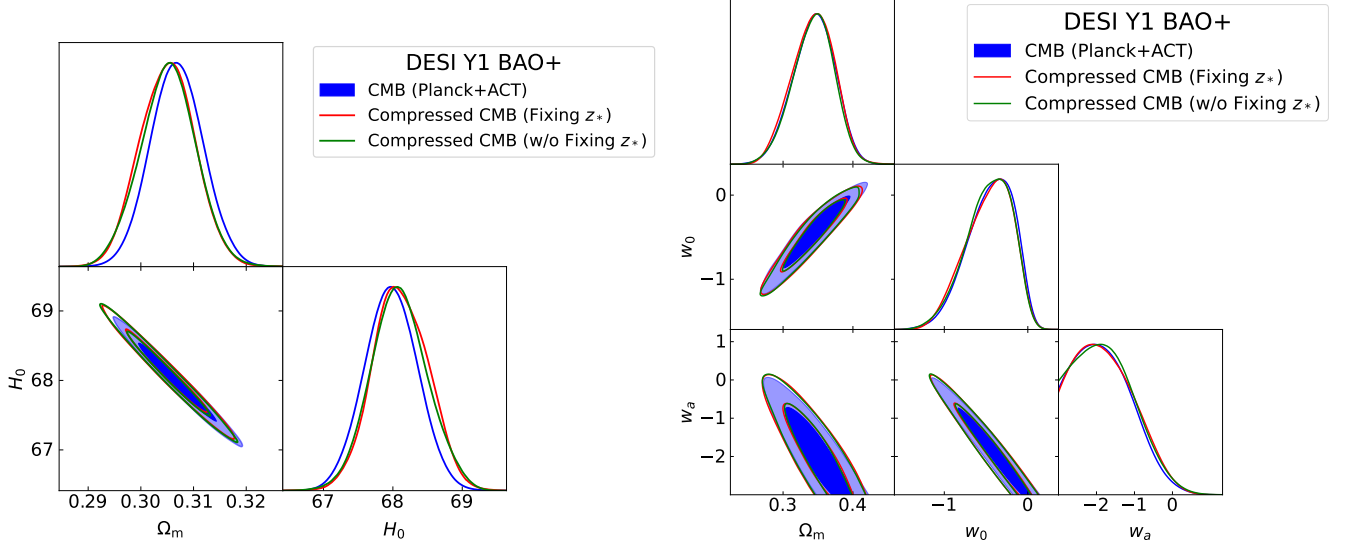 DESI Y1 BAO+
CMB (Planck+ACT)
Compressed CMB (Fixing z*)
Compressed CMB (w/o Fixing z*)
69
68
67
H0
0.29 0.30 0.31 0.32
Ωm
67 68 69
H0
DESI Y1 BAO+
CMB (Planck+ACT)
Compressed CMB (Fixing z*)
Compressed CMB (w/o Fixing z*)
0
−1
w0
1
0
−1
−2
wa
0.3 0.4
Ωm
−1 0
w0
−2 −1 0
wa